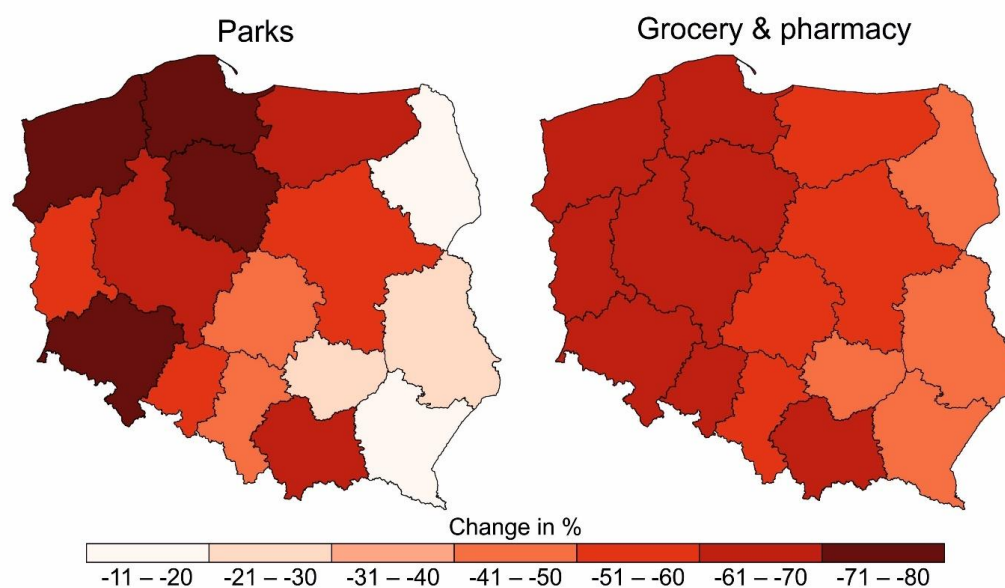 Parks
Grocery & pharmacy
Change in %
-11 – -20
-21 – -30
-31 – -40
-41 – -50
-51 – -60
-61 – -70
-71 – -80